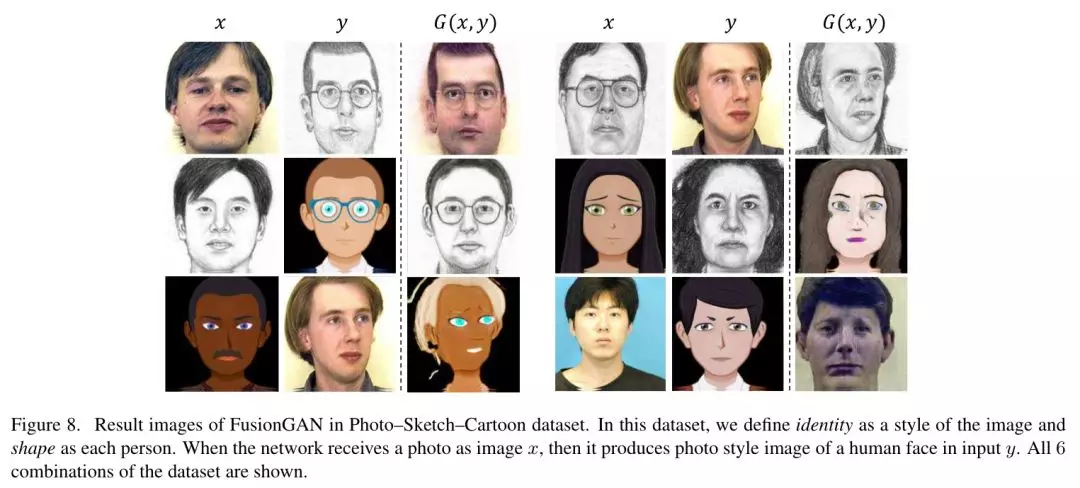 x y G(x, y) x y G(x, y)
Figure 8. Result images of FusionGAN in Photo–Sketch–Cartoon dataset. In this dataset, we define identity as a style of the image and
shape as each person. When the network receives a photo as image x, then it produces photo style image of a human face in input y. All 6
combinations of the dataset are shown.